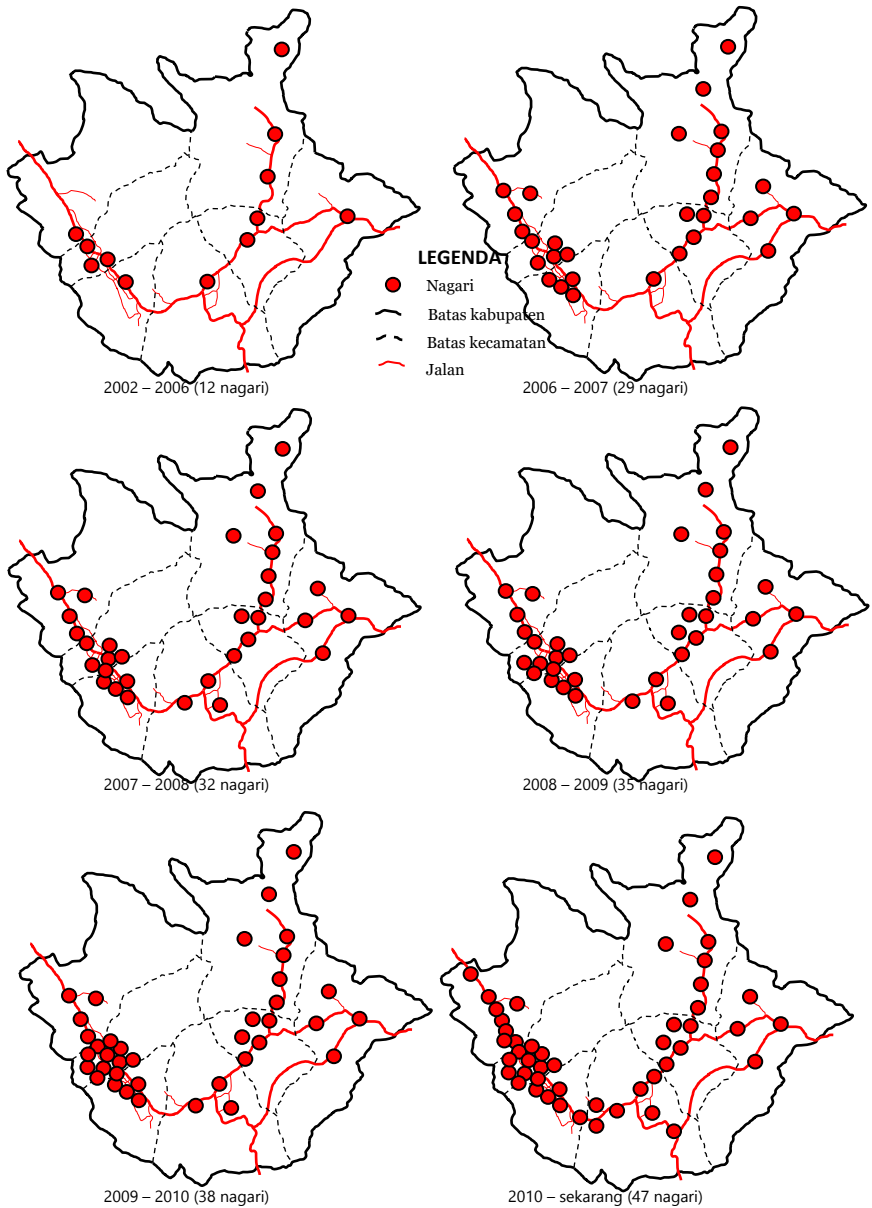 LEGENDA
Nagari
Batas kabupaten
Batas kecamatan
Jalan
2002 – 2006 (12 nagari)
2006 – 2007 (29 nagari)
2007 – 2008 (32 nagari)
2008 – 2009 (35 nagari)
2009 – 2010 (38 nagari)
2010 – sekarang (47 nagari)